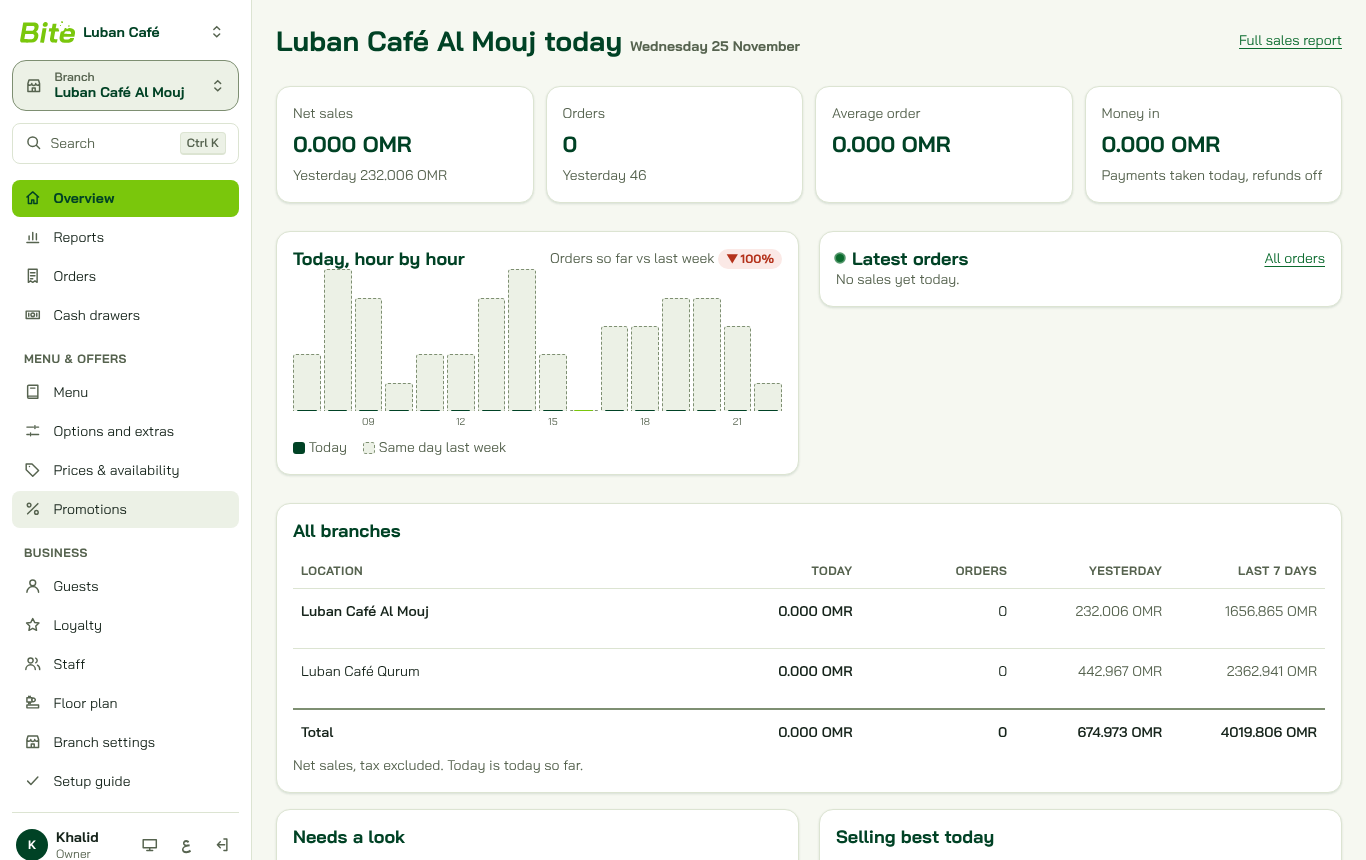 Bite Luban Café
Branch
Luban Café Al Mouj
Search Ctrl K
Overview
Reports
Orders
Cash drawers
MENU & OFFERS
Menu
Options and extras
Prices & availability
Promotions
BUSINESS
Guests
Loyalty
Staff
Floor plan
Branch settings
Setup guide
K Khalid
Owner
ع
Luban Café Al Mouj today Wednesday 25 November
Full sales report
Net sales
0.000 OMR
Yesterday 232.006 OMR
Orders
0
Yesterday 46
Average order
0.000 OMR
Money in
0.000 OMR
Payments taken today, refunds off
Today, hour by hour
Orders so far vs last week ▼100%
09 12 15 18 21
Today Same day last week
Latest orders
All orders
No sales yet today.
All branches
LOCATION TODAY ORDERS YESTERDAY LAST 7 DAYS
Luban Café Al Mouj 0.000 OMR 0 232.006 OMR 1656.865 OMR
Luban Café Qurum 0.000 OMR 0 442.967 OMR 2362.941 OMR
Total 0.000 OMR 0 674.973 OMR 4019.806 OMR
Net sales, tax excluded. Today is today so far.
Needs a look
Selling best today